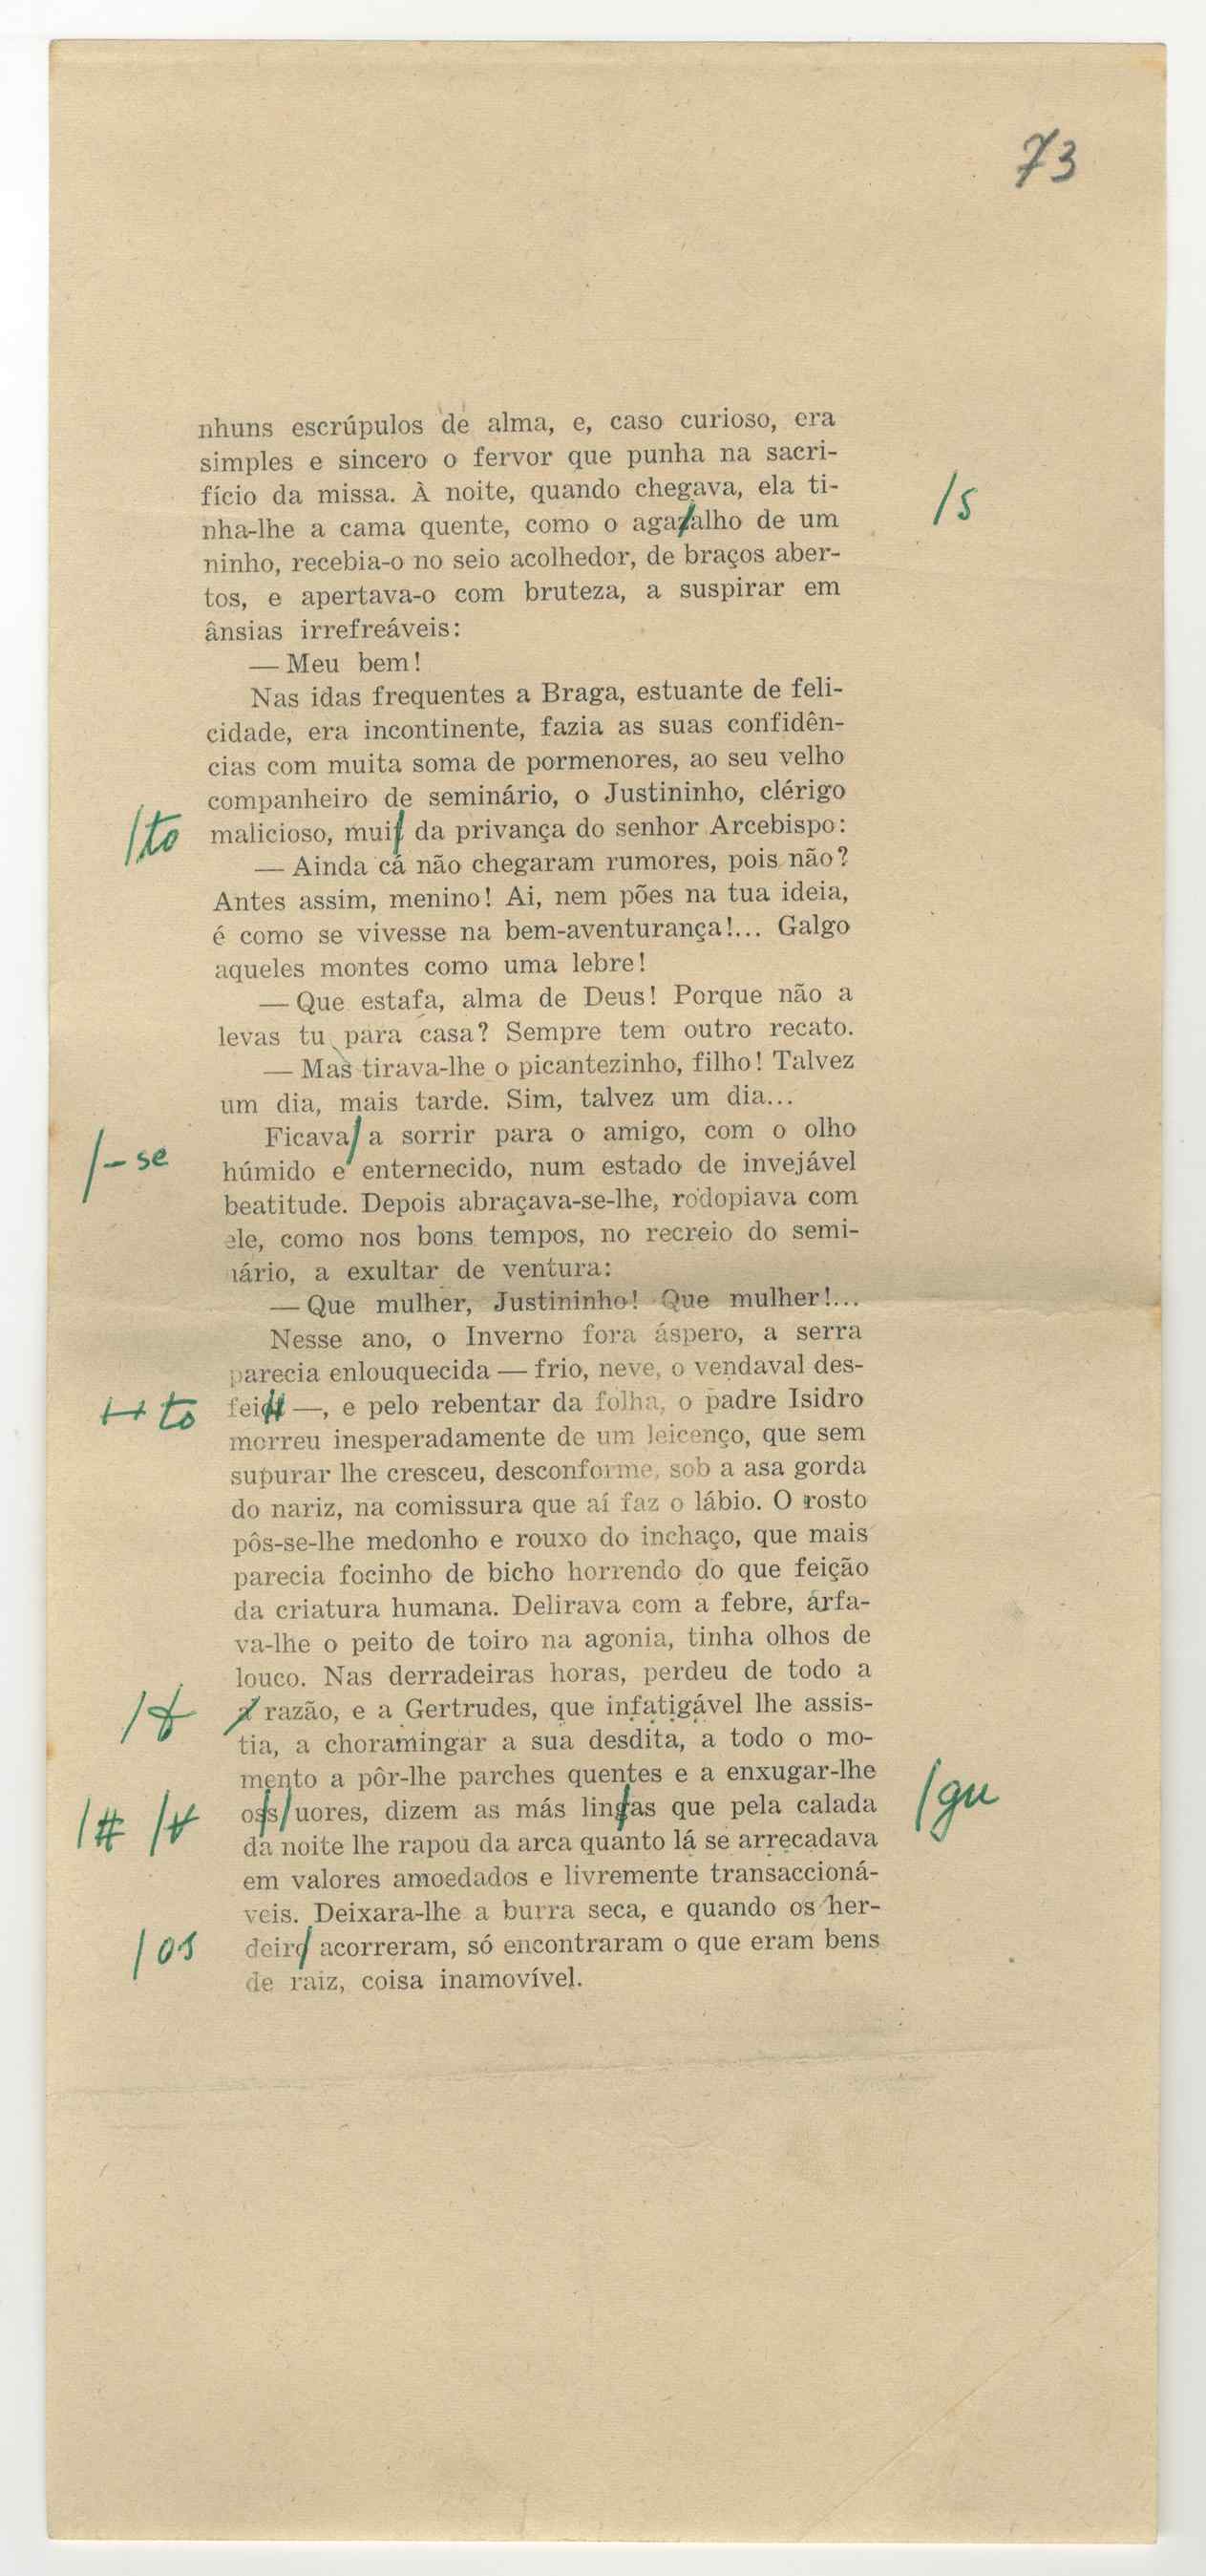 73
nhuns escrúpulos de alma, e, caso curioso, era
simples e sincero o fervor que punha na sacri-
fício da missa. À noite, quando chegava, ela ti-
/s
nha-lhe a cama quente, como o agaalho de um
ninho, recebia-o no seio acolhedor, de braços aber-
tos, e apertava-o com bruteza, a suspirar em
ânsias irrefreáveis:
— Meu bem!
Nas idas frequentes a Braga, estuante de feli-
cidade, era incontinente, fazia as suas confidên-
cias com muita soma de pormenores, ao seu velho
companheiro de seminário, o Justininho, clérigo
/to malicioso, mui da privança do senhor Arcebispo:
— Ainda cá não chegaram rumores, pois não?
Antes assim, menino! Ai, nem pões na tua ideia,
é como se vivesse na bem-aventurança!... Galgo
aqueles montes como uma lebre!
— Que estafa, alma de Deus! Porque não a
levas tu para casa? Sempre tem outro recato.
— Mas tirava-lhe o picantezinho, filho! Talvez
um dia, mais tarde. Sim, talvez um dia...
Ficava/ a sorrir para o amigo, com o olho
/-se húmido e enternecido, num estado de invejável
beatitude. Depois abraçava-se-lhe, rodopiava com
ele, como nos bons tempos, no recreio do semi-
nário, a exultar de ventura:
— Que mulher, Justininho! Que mulher!...
Nesse ano, o Inverno fora áspero, a serra
parecia enlouquecida — frio, neve, o vendaval des-
to fei —, e pelo rebentar da folha, o padre Isidro
morreu inesperadamente de um leicenço, que sem
supurar lhe cresceu, desconforme, sob a asa gorda
do nariz, na comissura que aí faz o lábio. O rosto
pôs-se-lhe medonho e rouxo do inchaço, que mais
parecia focinho de bicho horrendo do que feição
da criatura humana. Delirava com a febre, arfa-
va-lhe o peito de toiro na agonia, tinha olhos de
louco. Nas derradeiras horas, perdeu de todo a
a razão, e a Gertrudes, que infatigável lhe assis-
tia, a choramingar a sua desdita, a todo o mo-
mento a pôr-lhe parches quentes e a enxugar-lhe
/# os/s/uores, dizem as más linas que pela calada /gu
da noite lhe rapou da arca quanto lá se arrecadava
em valores amoedados e livremente transaccioná-
veis. Deixara-lhe a burra seca, e quando os her-
/os deiro/ acorreram, só encontraram o que eram bens
de raiz, coisa inamovível.